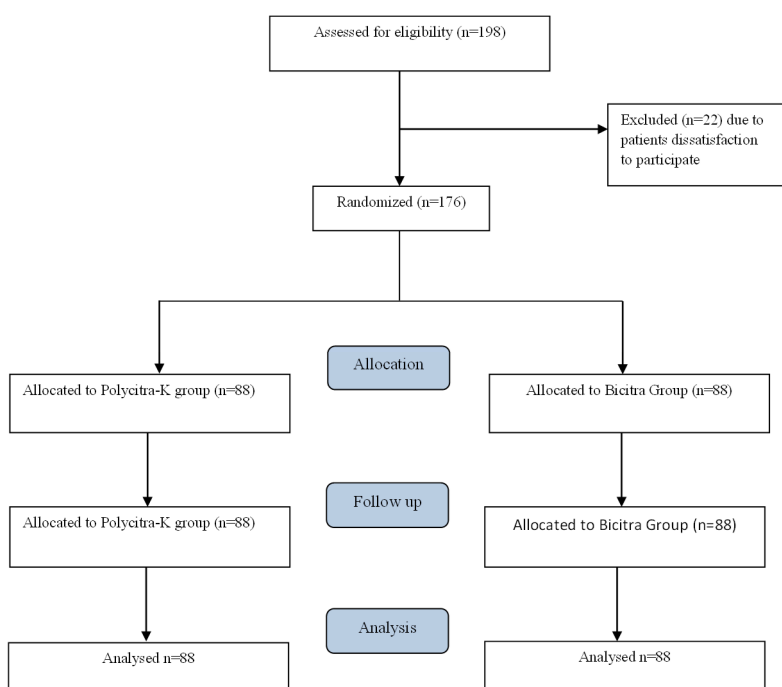 Assessed for eligibility (n=198)
Excluded (n=22) due to
patients dissatisfaction
to participate
Randomized (n=176)
Allocation
Allocated to Polycitra-K group (n=88)
Allocated to Bicitra Group (n=88)
Follow up
Allocated to Polycitra-K group (n=88)
Allocated to Bicitra Group (n=88)
Analysis
Analysed n=88
Analysed n=88